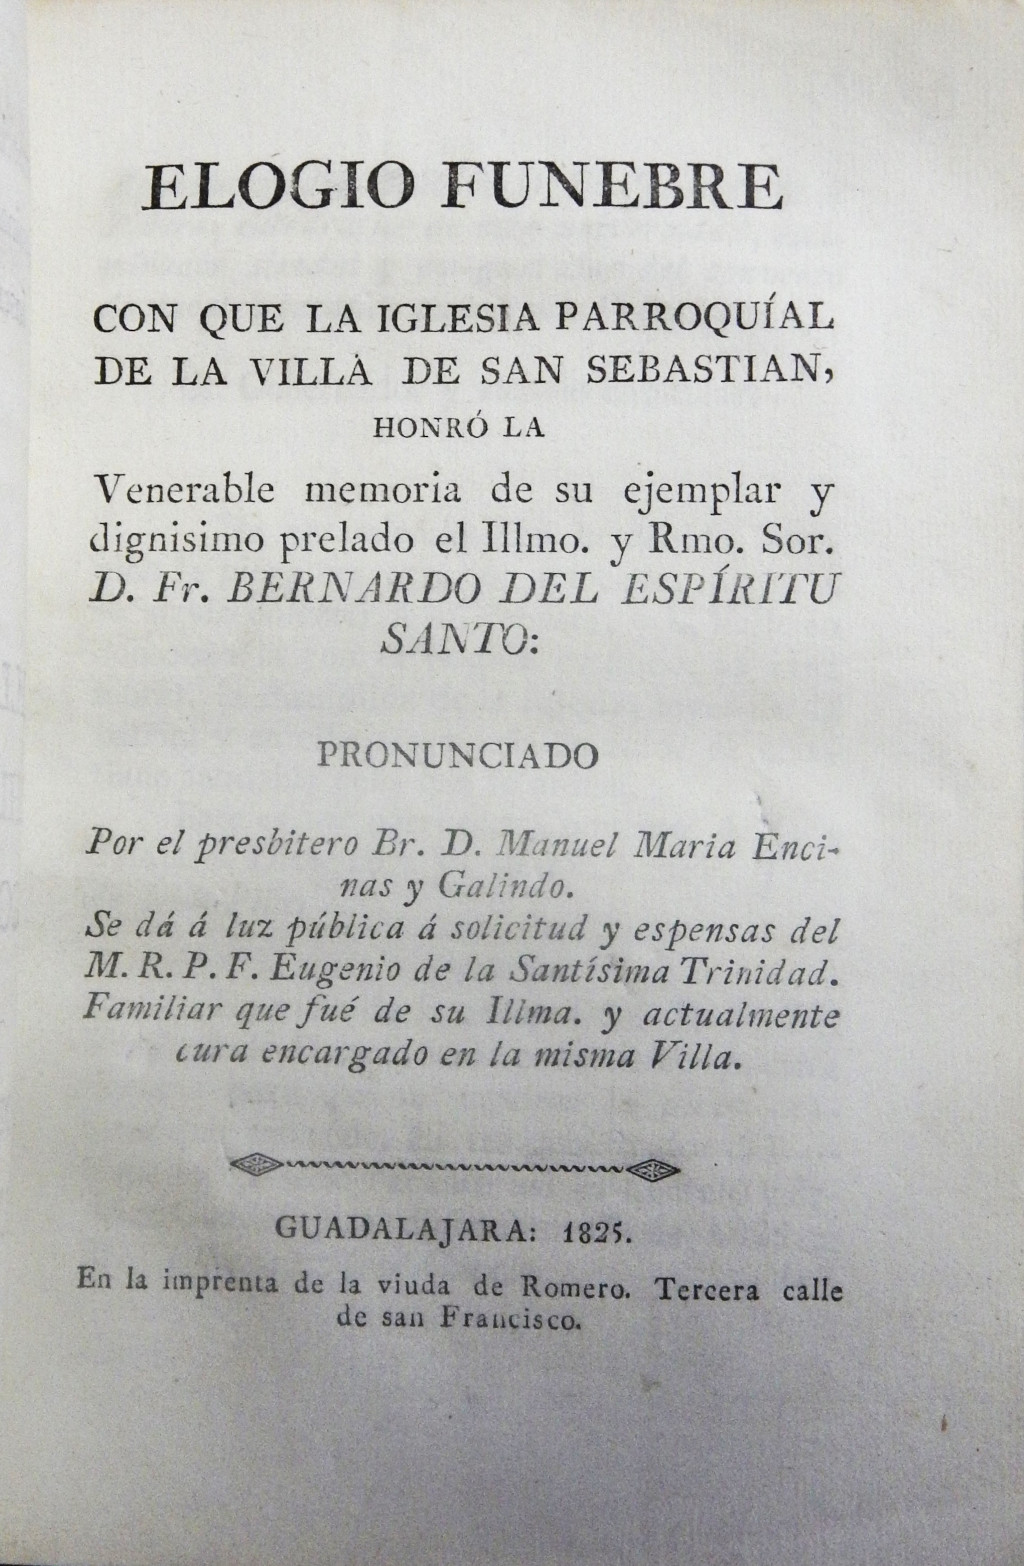 ELOGIO FUNEBRE
CON QUE LA IGLESIA PARROQUÍAL
DE LA VILLA DE SAN SEBASTIAN,
HONRÓ LA
Venerable memoria de su ejemplar y
dignisimo prelado el Illmo. y Rmo. Sor.
D. Fr. BERNARDO DEL ESPÍRITU
SANTO:
PRONUNCIADO
Por el presbitero Br. D. Manuel Maria Enci-
nas y Galindo.
Se dá á luz pública á solicitud y espensas del
M. R. P. F. Eugenio de la Santísima Trinidad.
Familiar que fué de su Illma. y actualmente
cura encargado en la misma Villa.
GUADALAJARA: 1825.
En la imprenta de la viuda de Romero. Tercera calle
de san Francisco.